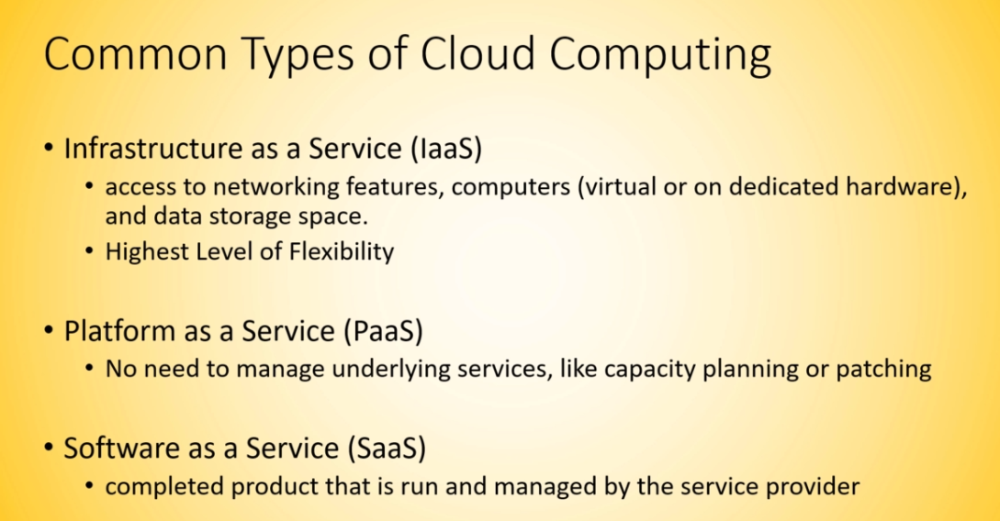 Common Types of Cloud Computing
• Infrastructure as a Service (IaaS)
• access to networking features, computers (virtual or on dedicated hardware),
and data storage space.
• Highest Level of Flexibility
• Platform as a Service (PaaS)
• No need to manage underlying services, like capacity planning or patching
• Software as a Service (SaaS)
• completed product that is run and managed by the service provider